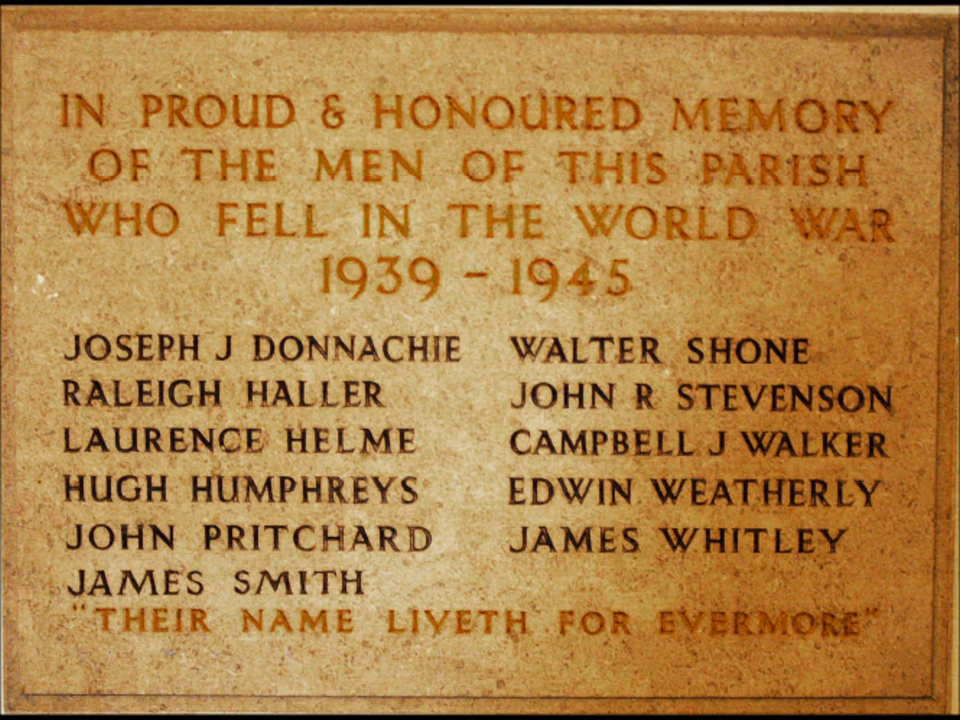 IN PROUD & HONOURED MEMORY
OF THE MEN OF THIS PARISH
WHO FELL IN THE WORLD WAR
1939 - 1945
JOSEPH J DONNACHIE
RALEIGH HALLER
LAURENCE HELME
HUGH HUMPHREYS
JOHN PRITCHARD
JAMES SMITH
WALTER SHONE
JOHN R STEVENSON
CAMPBELL J WALKER
EDWIN WEATHERLY
JAMES WHITLEY
"THEIR NAME LIVETH FOR EVERMORE"